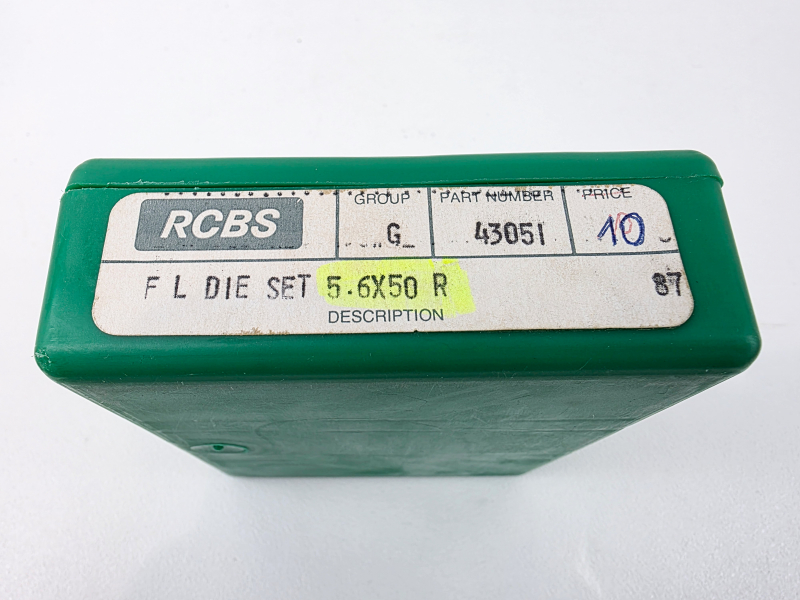 RCBS GROUP PART NUMBER PRICE
G 43051 10
F L DIE SET 5.6X50 R 87
DESCRIPTION